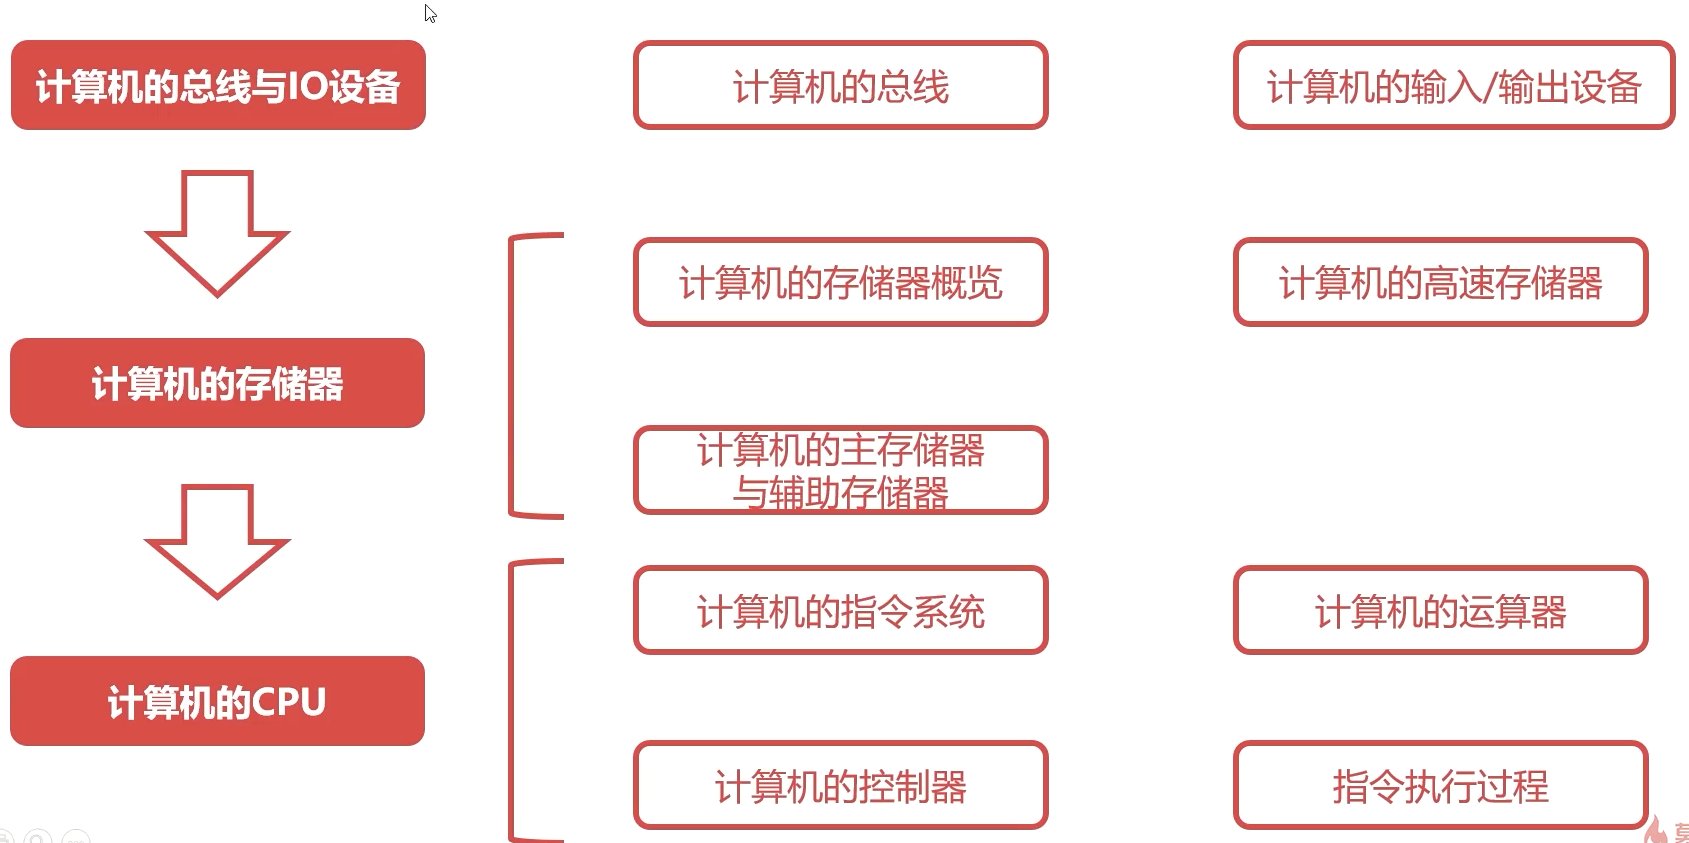 计算机的总线与IO设备
计算机的总线
计算机的输入/输出设备
计算机的存储器概览
计算机的高速存储器
计算机的存储器
计算机的主存储器
与辅助存储器
计算机的指令系统
计算机的运算器
计算机的CPU
计算机的控制器
指令执行过程